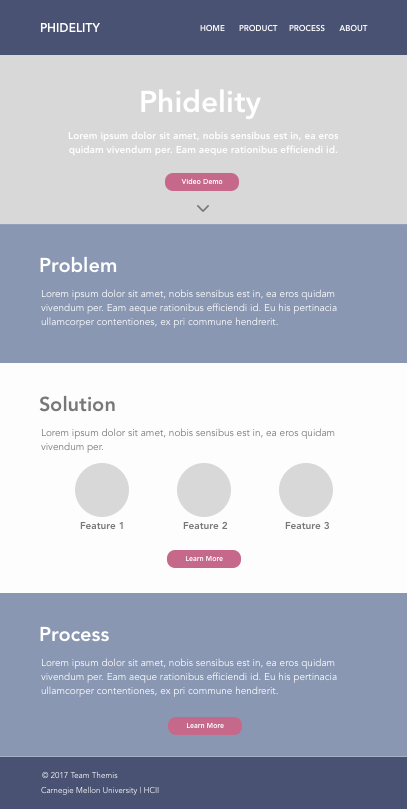 PHIDELITY
HOME PRODUCT PROCESS ABOUT
Phidelity
Lorem ipsum dolor sit amet, nobis sensibus est in, ea eros
quidam vivendum per. Eam aeque rationibus efficiendi id.
Video Demo
Problem
Lorem ipsum dolor sit amet, nobis sensibus est in, ea eros quidam
vivendum per. Eam aeque rationibus efficiendi id. Eu his pertinacia
ullamcorper contentiones, ex pri commune hendrerit.
Solution
Lorem ipsum dolor sit amet, nobis sensibus est in, ea eros quidam
vivendum per.
Feature 1 Feature 2 Feature 3
Learn More
Process
Lorem ipsum dolor sit amet, nobis sensibus est in, ea eros quidam
vivendum per. Eam aeque rationibus efficiendi id. Eu his pertinacia
ullamcorper contentiones, ex pri commune hendrerit.
Learn More
© 2017 Team Themis
Carnegie Mellon University | HCII